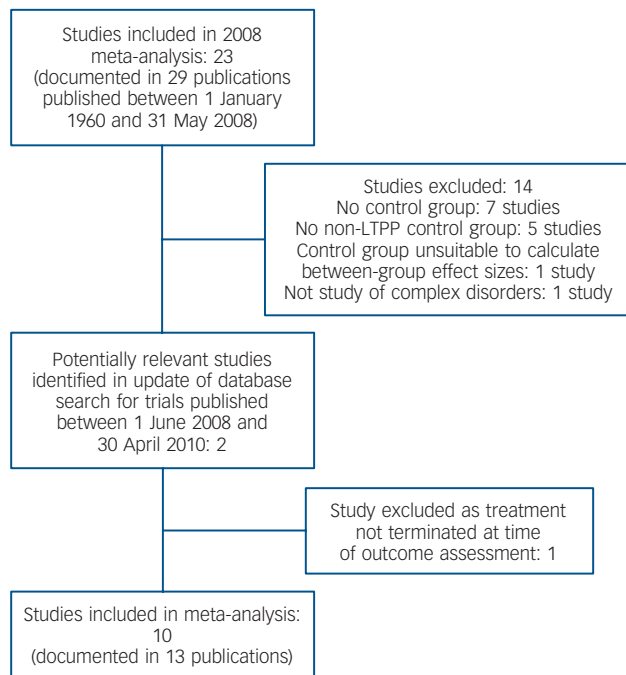 Studies included in 2008
meta-analysis: 23
(documented in 29 publications
published between 1 January
1960 and 31 May 2008)
Studies excluded: 14
No control group: 7 studies
No non-LTPP control group: 5 studies
Control group unsuitable to calculate
between-group effect sizes: 1 study
Not study of complex disorders: 1 study
Potentially relevant studies
identified in update of database
search for trials published
between 1 June 2008 and
30 April 2010: 2
Study excluded as treatment
not terminated at time
of outcome assessment: 1
Studies included in meta-analysis:
10
(documented in 13 publications)